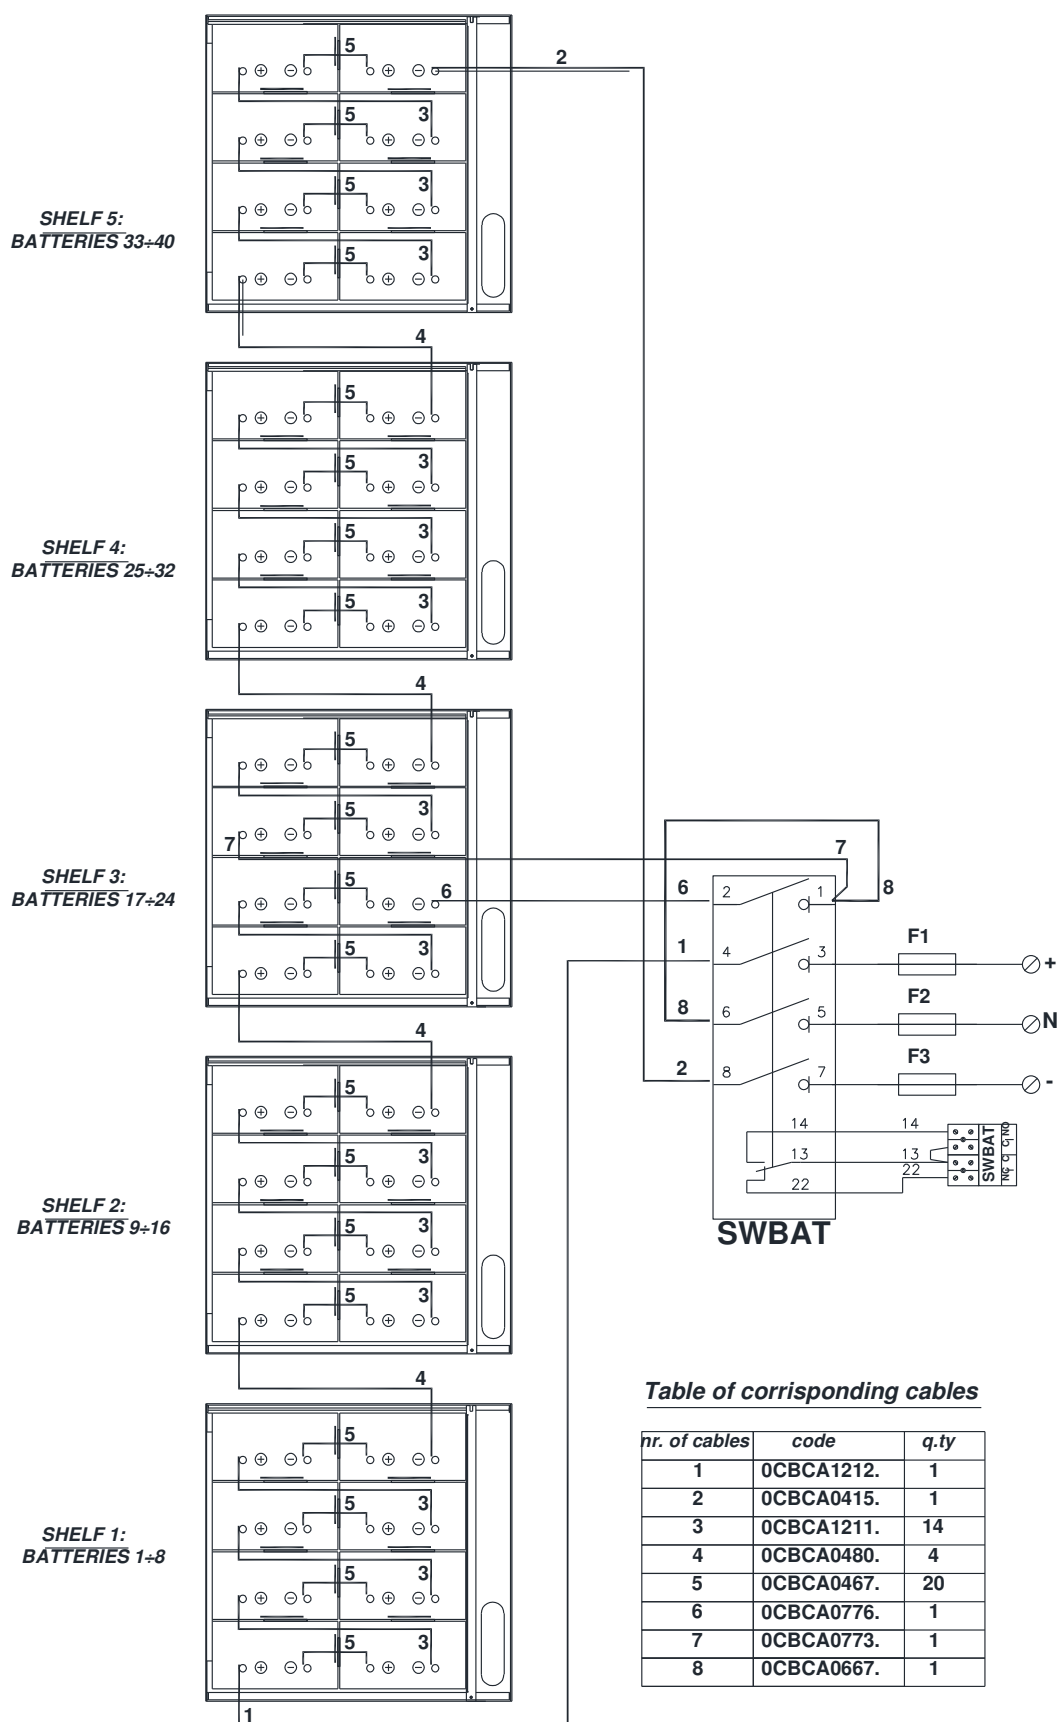 5
2
5
3
5
3
SHELF 5:
BATTERIES 33÷40
5
3
4
5
5
3
5
3
SHELF 4:
BATTERIES 25÷32
5
3
4
5
5
3
7
7
SHELF 3:
BATTERIES 17÷24
5
6
6
2
1
8
5
3
1
4
3
F1
+
4
8
6
5
F2
N
2
8
7
F3
-
5
5
3
14
14
13
13
22
22
SWBAT
NC C C NO
SWBAT
SHELF 2:
BATTERIES 9÷16
5
3
5
3
4
5
5
3
SHELF 1:
BATTERIES 1÷8
5
3
5
3
1
Table of corrisponding cables
nr. of cables code q.ty
1 0CBCA1212. 1
2 0CBCA0415. 1
3 0CBCA1211. 14
4 0CBCA0480. 4
5 0CBCA0467. 20
6 0CBCA0776. 1
7 0CBCA0773. 1
8 0CBCA0667. 1